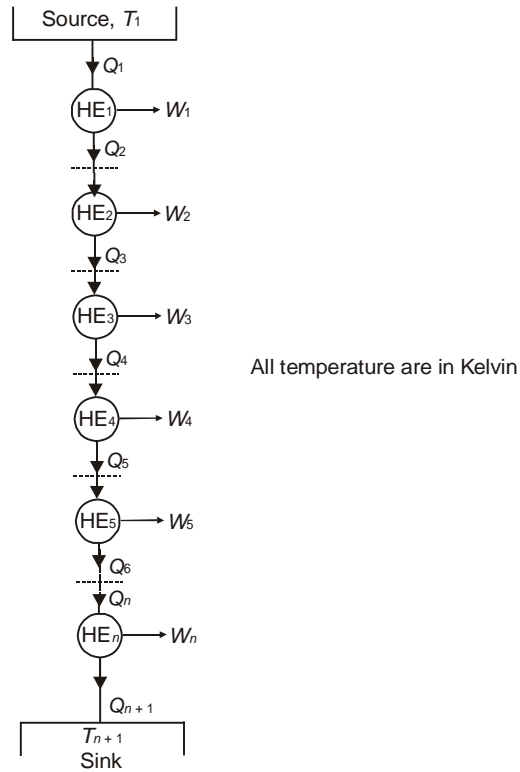 Source, T₁
Q₁
HE₁ W₁
Q₂
HE₂ W₂
Q₃
HE₃ W₃
Q₄
All temperature are in Kelvin
HE₄ W₄
Q₅
HE₅ W₅
Q₆
Qₙ
HEₙ Wₙ
Qₙ ₊ ₁
Tₙ ₊ ₁
Sink